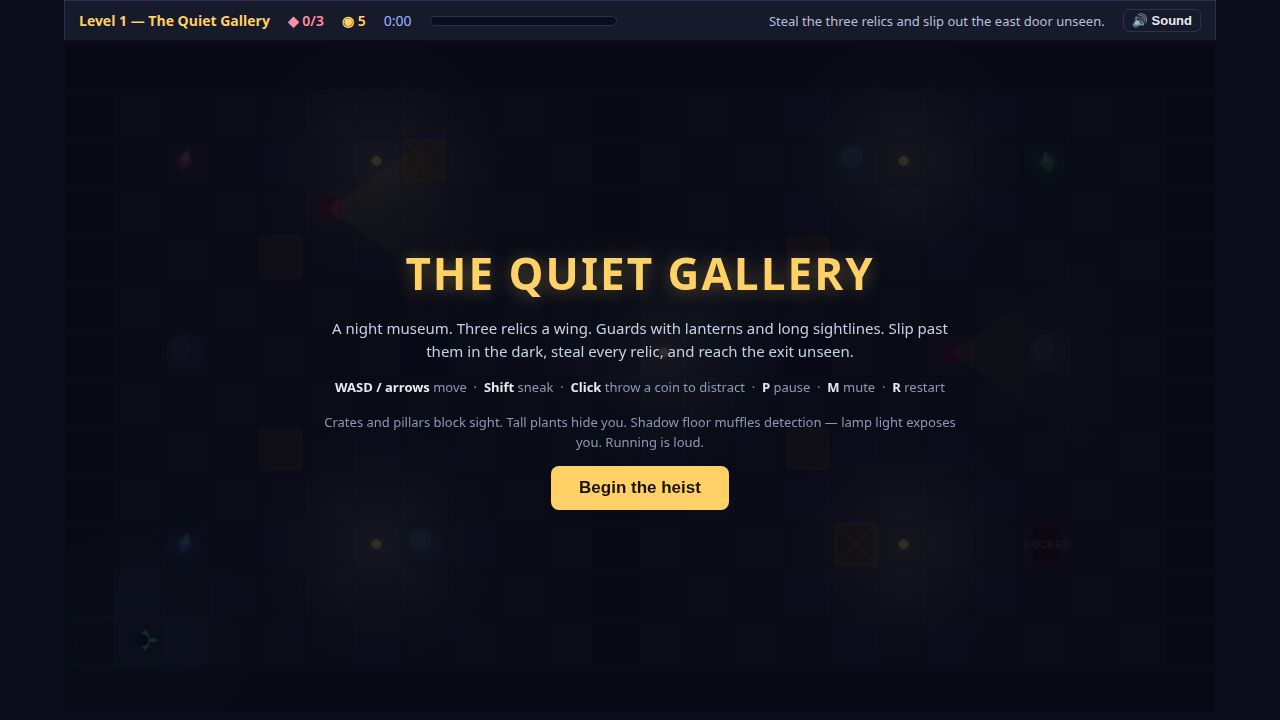 Level 1 — The Quiet Gallery ◆ 0/3 ◉ 5 0:00 Steal the three relics and slip out the east door unseen. 🔊 Sound
THE QUIET GALLERY
A night museum. Three relics a wing. Guards with lanterns and long sightlines. Slip past
them in the dark, steal every relic, and reach the exit unseen.
WASD / arrows move · Shift sneak · Click throw a coin to distract · P pause · M mute · R restart
Crates and pillars block sight. Tall plants hide you. Shadow floor muffles detection — lamp light exposes
you. Running is loud.
Begin the heist
LOCKED